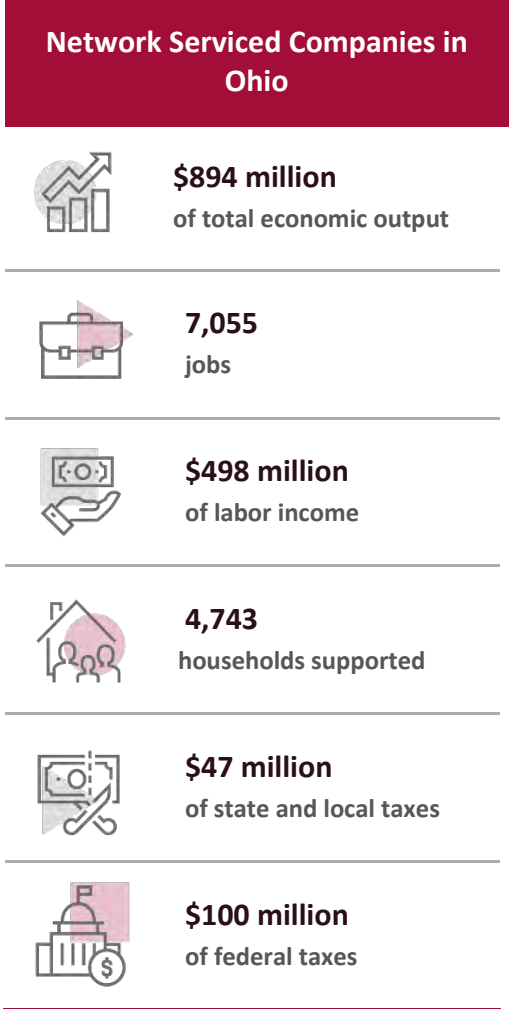 Network Serviced Companies in
Ohio
$894 million
of total economic output
7,055
jobs
$498 million
of labor income
4,743
households supported
$47 million
of state and local taxes
$100 million
of federal taxes
$